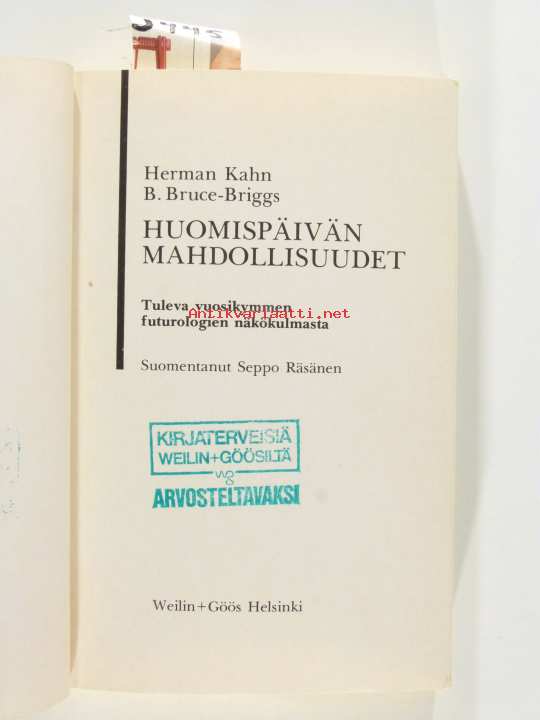 Herman Kahn
B. Bruce-Briggs
HUOMISPÄIVÄN
MAHDOLLISUUDET
Tuleva vuosikymmen
Antikvariaatti.net
futurologien näkökulmasta
Suomentanut Seppo Räsänen
KIRJATERVEISIÄ
WEILIN+GÖÖSILTÄ
ARVOSTELTAVAKSI
Weilin+Göös Helsinki